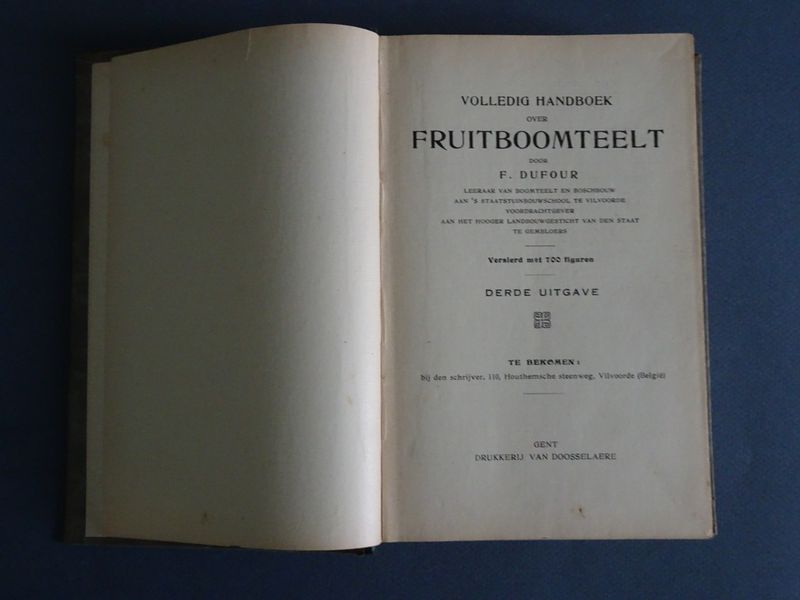 VOLLEDIG HANDBOEK
OVER
FRUITBOOMTEELT
DOOR
F. DUFOUR
LEERAAR VAN BOOMTEELT EN BOSCHBOUW
AAN 'S STAATSTUINBOUWSCHOOL TE VILVOORDE
VOORDRACHTGEVER
AAN HET HOOGER LANDBOUWGESTICHT VAN DEN STAAT
TE GEMBLOERS
Versierd met 700 figuren
DERDE UITGAVE
TE BEKOMEN:
bij den schrijver, 110, Houthemsche steenweg, Vilvoorde (België)
GENT
DRUKKERIJ VAN DOOSSELAERE